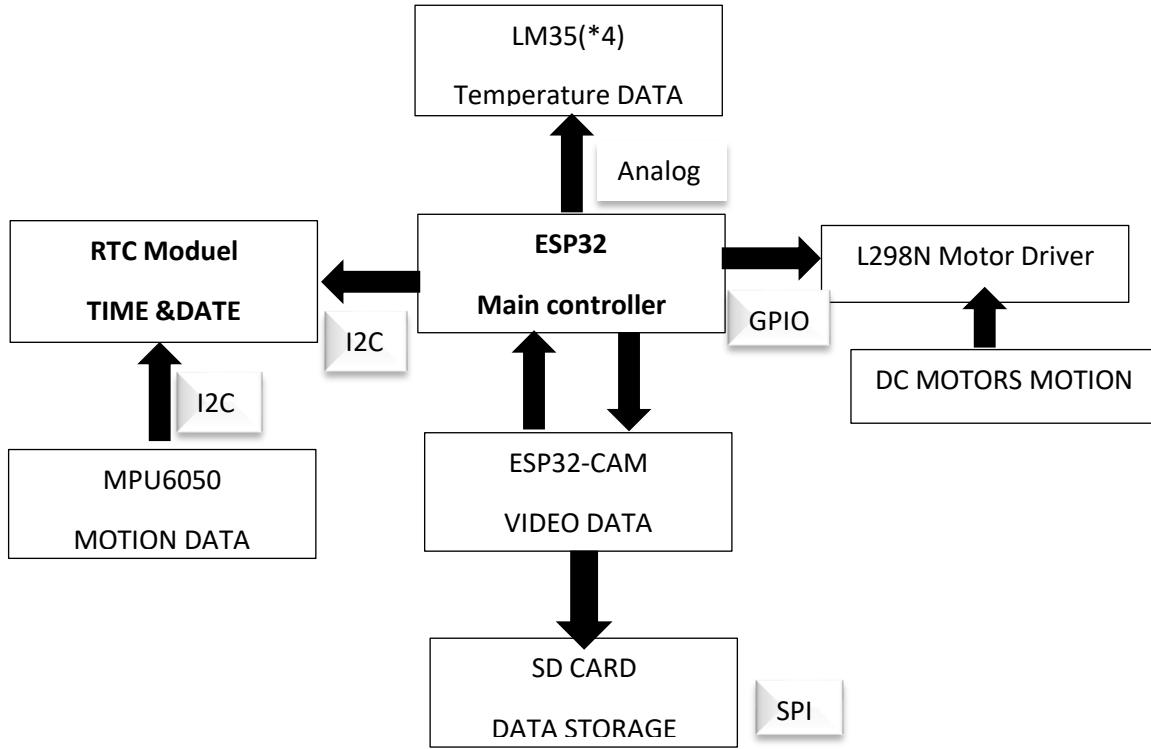 LM35(*4)
Temperature DATA
Analog
RTC Moduel
TIME &DATE
ESP32
Main controller
L298N Motor Driver
I2C
GPIO
I2C
DC MOTORS MOTION
MPU6050
MOTION DATA
ESP32-CAM
VIDEO DATA
SD CARD
DATA STORAGE
SPI